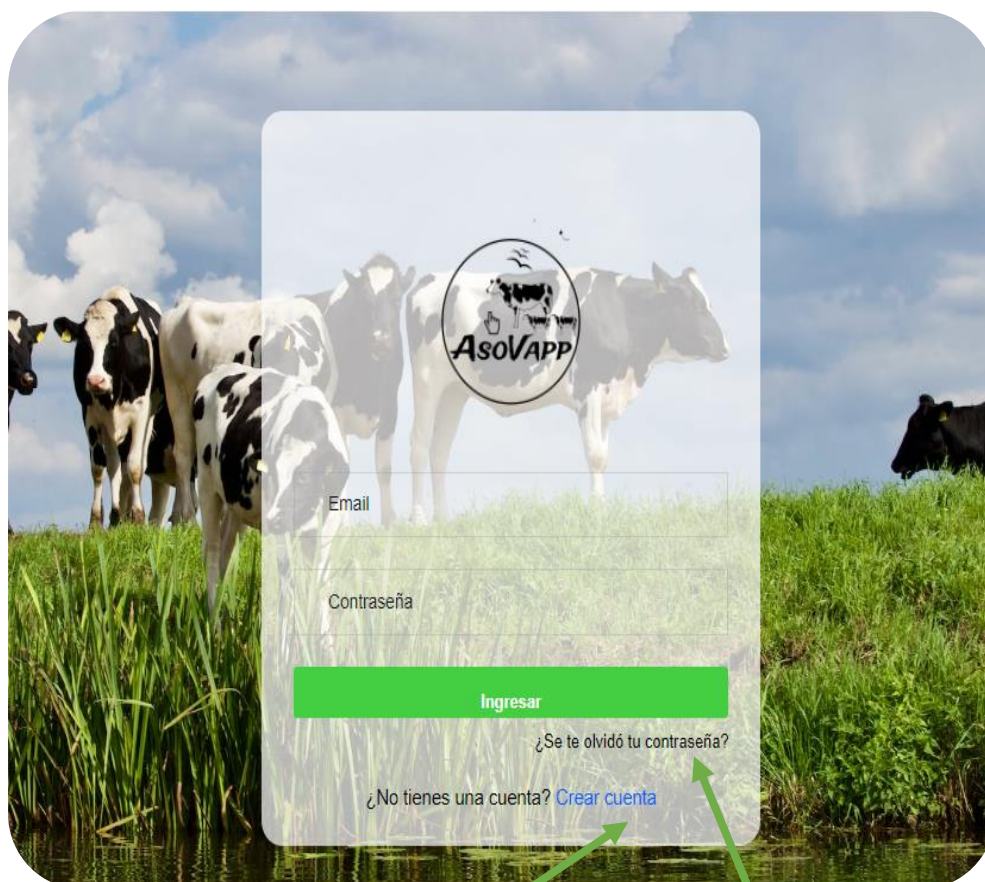 AsoVapp
Email
Contraseña
Ingresar
¿Se te olvidó tu contraseña?
¿No tienes una cuenta? Crear cuenta